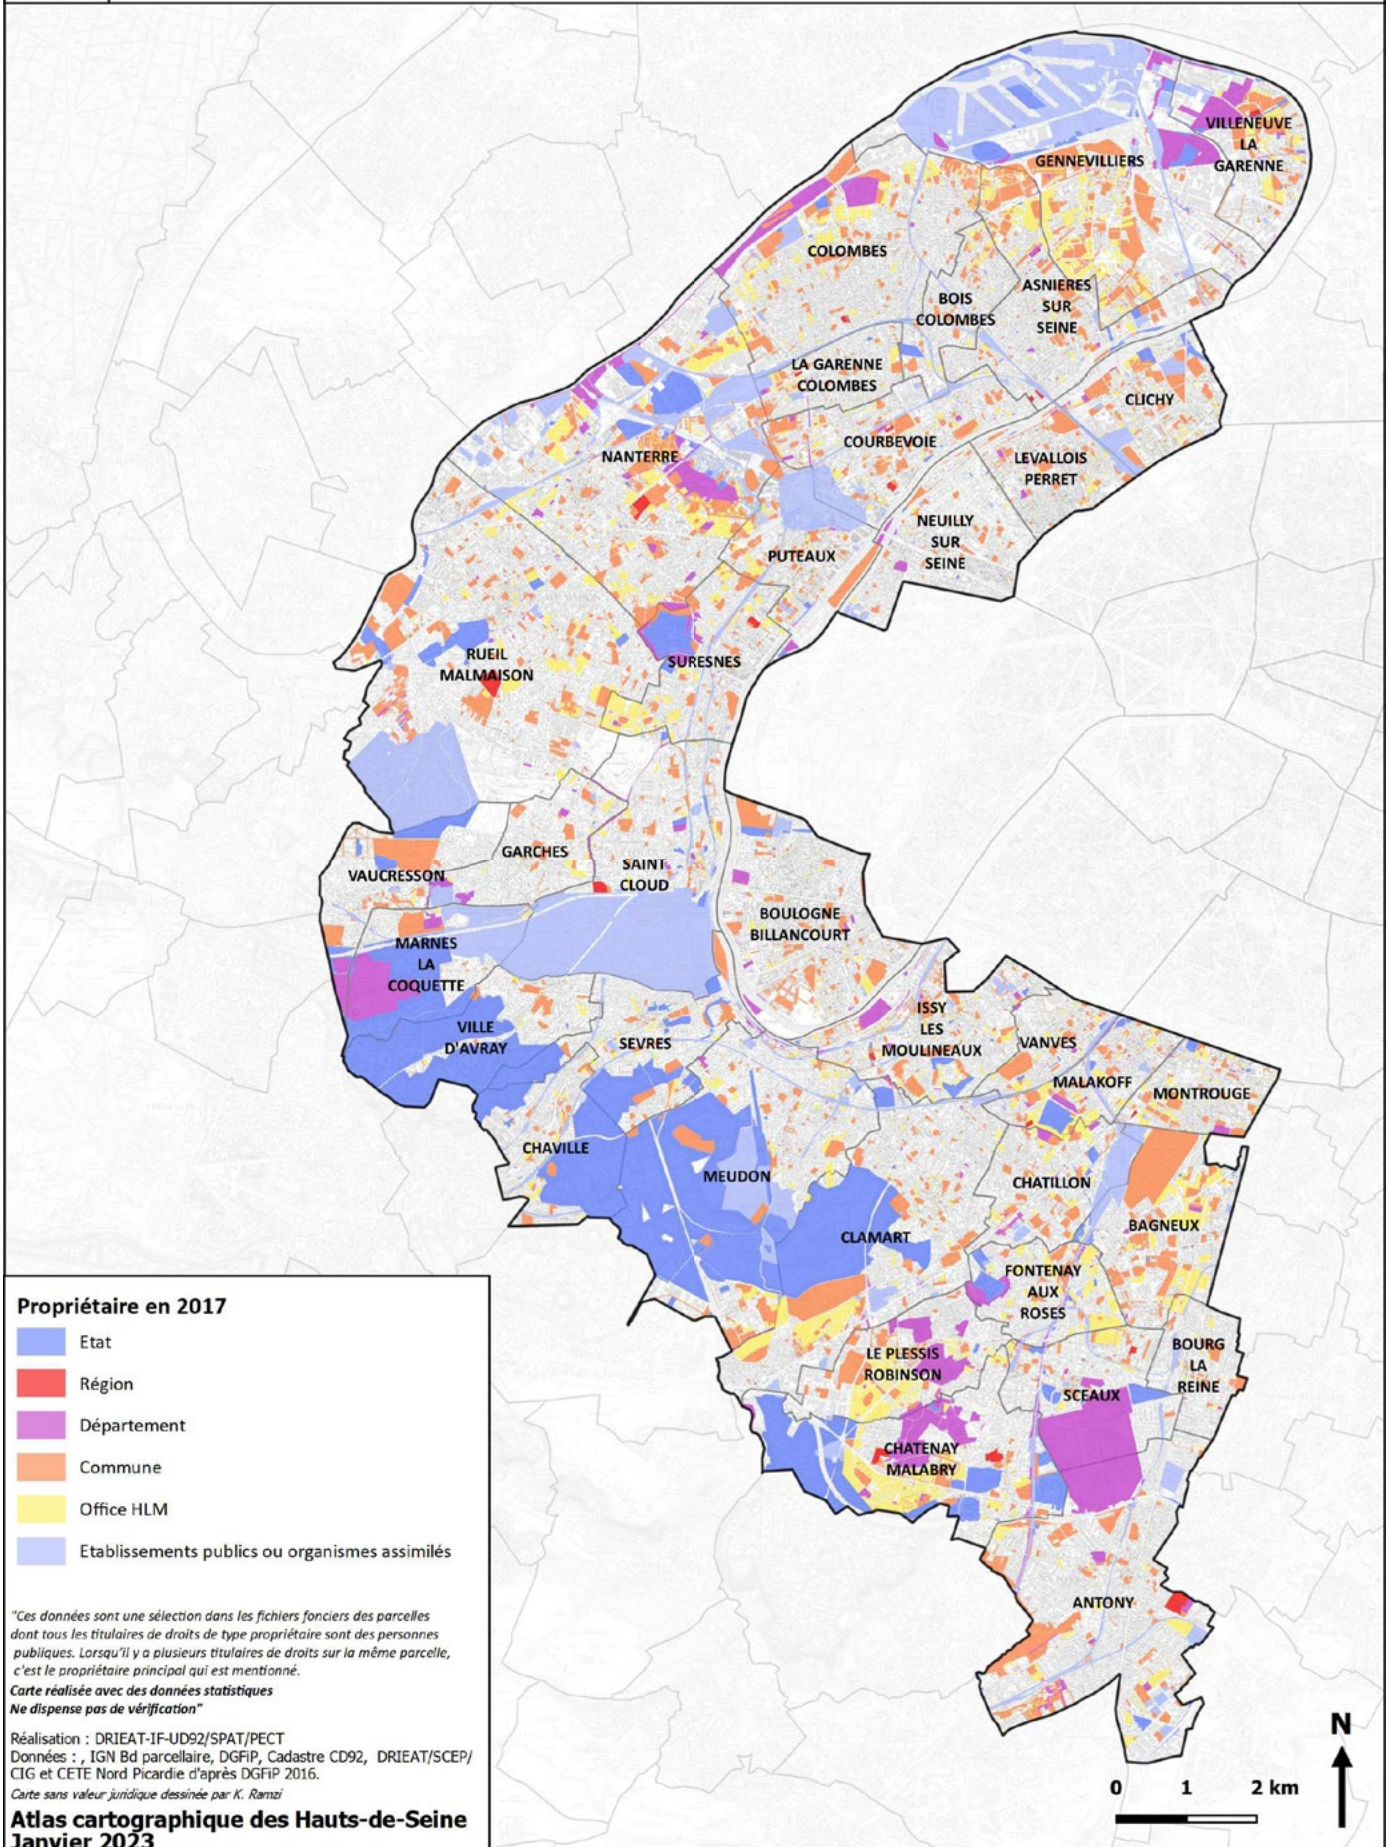 VILLENEUVE
LA
GARENNE
GENNEVILLIERS
COLOMBES
BOIS
COLOMBES
ASNIERES
SUR
SEINE
LA GARENNE
COLOMBES
CLICHY
COURBEVOIE
NANTERRE
LEVALLOIS
PERRET
NEUILLY
SUR
SEINE
PUTEAUX
RUEIL
MALMAISON
SURESNES
GARCHES
SAINT
CLOUD
VAUCRESSON
BOULOGNE
BILLANCOURT
MARNES
LA
COQUETTE
VILLE
D'AVRAY
SEVRES
ISSY
LES
MOULINEAUX
VANVES
MALAKOFF
MONTROUGE
CHAVILLE
MEUDON
CHATILLON
BAGNEUX
CLAMART
FONTENAY
AUX
ROSES
LE PLESSIS
ROBINSON
BOURG
LA
REINE
SCEAUX
CHATENAY
MALABRY
ANTONY
Propriétaire en 2017
Etat
Région
Département
Commune
Office HLM
Etablissements publics ou organismes assimilés
"Ces données sont une sélection dans les fichiers fonciers des parcelles
dont tous les titulaires de droits de type propriétaire sont des personnes
publiques. Lorsqu'il y a plusieurs titulaires de droits sur la même parcelle,
c'est le propriétaire principal qui est mentionné.
Carte réalisée avec des données statistiques
Ne dispense pas de vérification"
Réalisation : DRIEAT-IF-UD92/SPAT/PECT
Données : , IGN Bd parcellaire, DGFiP, Cadastre CD92, DRIEAT/SCEP/
CIG et CETE Nord Picardie d'après DGFiP 2016.
Carte sans valeur juridique dessinée par K. Ramzi
Atlas cartographique des Hauts-de-Seine
Janvier 2023
N
0 1 2 km